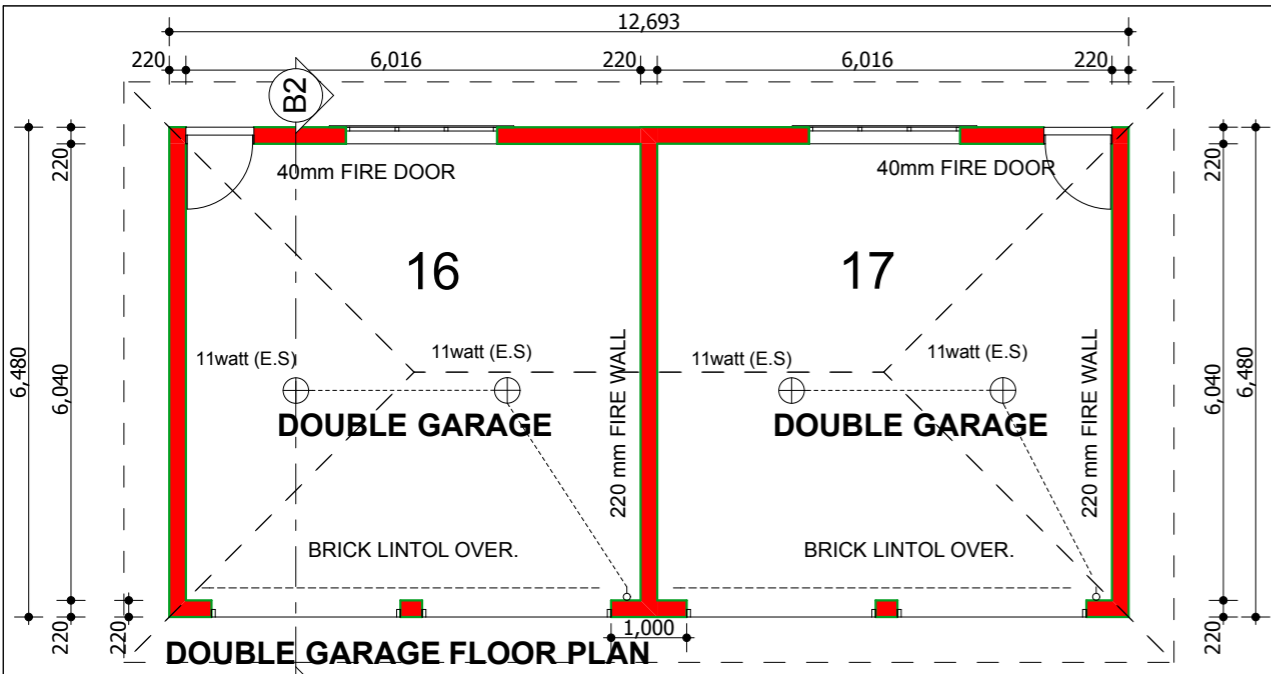 12,693
220 6,016 220 6,016 220
B2
220
220
40mm FIRE DOOR
40mm FIRE DOOR
16
17
6,480
6,040
6,040
6,480
11watt (E.S)
11watt (E.S)
220 mm FIRE WALL
11watt (E.S)
11watt (E.S)
220 mm FIRE WALL
DOUBLE GARAGE
DOUBLE GARAGE
BRICK LINTOL OVER.
BRICK LINTOL OVER.
220
220
1,000
220
DOUBLE GARAGE FLOOR PLAN